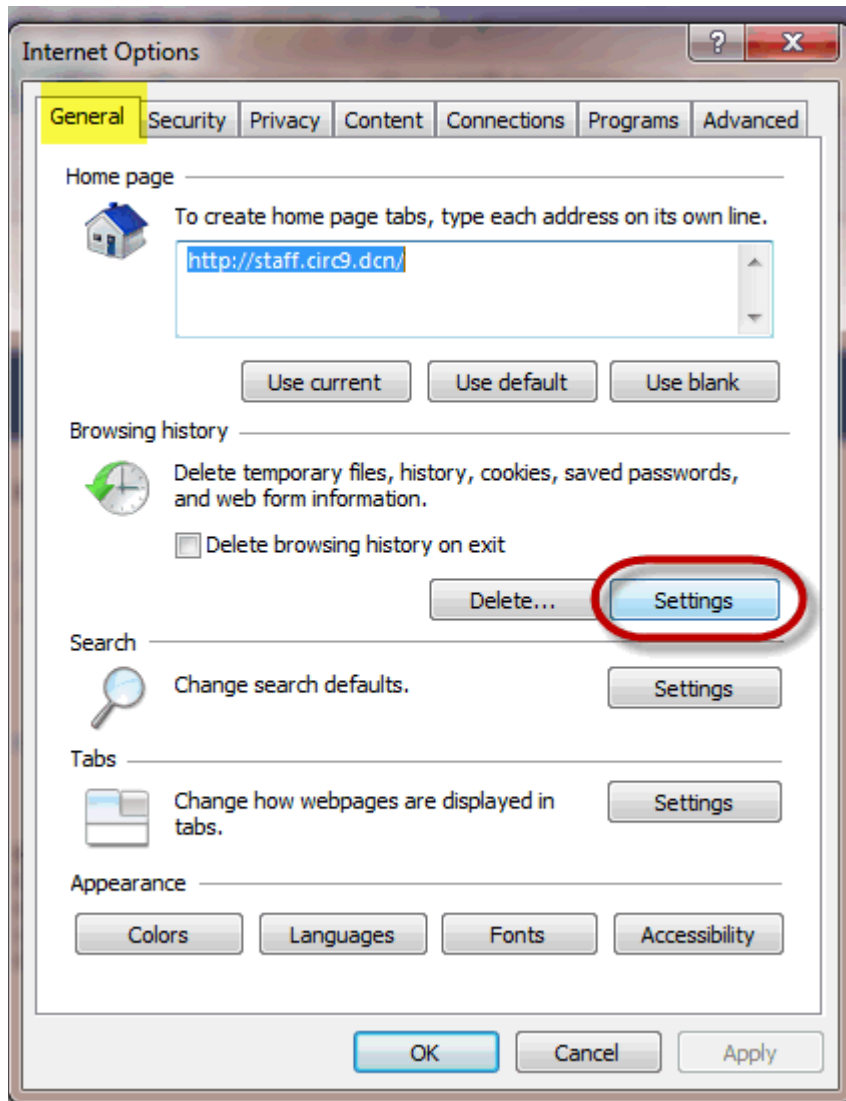 Internet Options
?
X
General Security Privacy Content Connections Programs Advanced
Home page
To create home page tabs, type each address on its own line.
http://staff.circ9.dcn/
Use current Use default Use blank
Browsing history
Delete temporary files, history, cookies, saved passwords,
and web form information.
Delete browsing history on exit
Delete... Settings
Search
Change search defaults.
Settings
Tabs
Change how webpages are displayed in
tabs.
Settings
Appearance
Colors Languages Fonts Accessibility
OK Cancel Apply